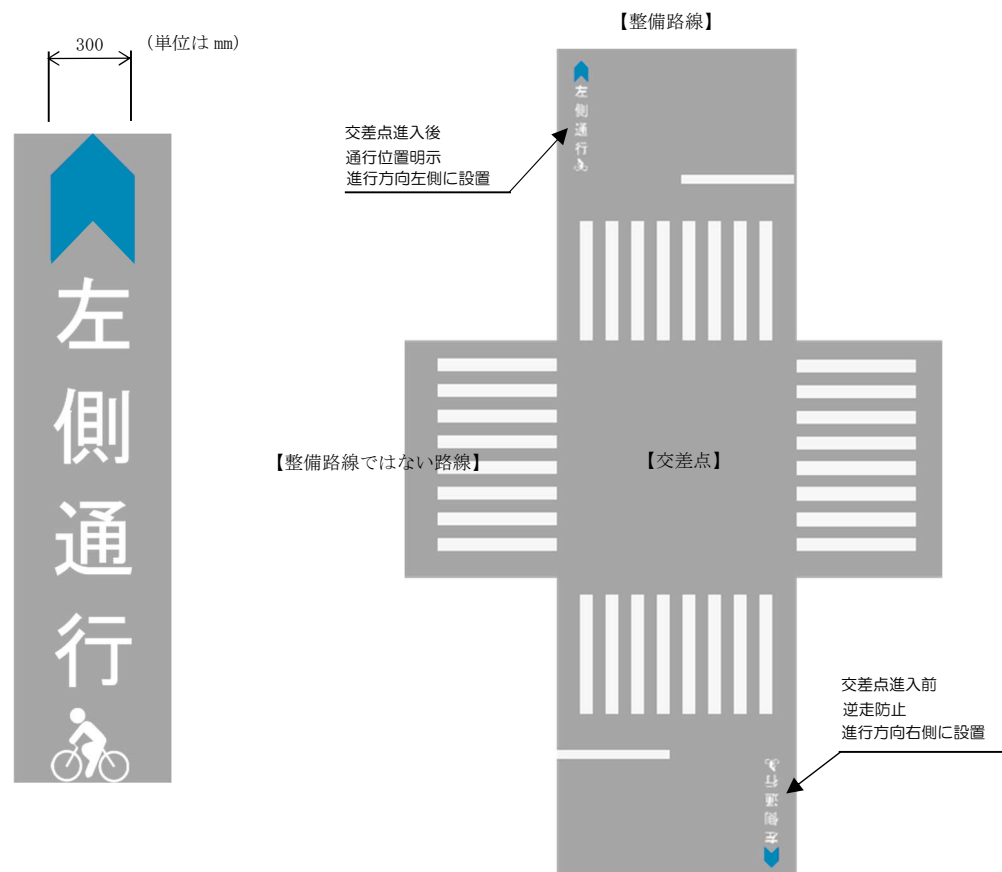 300
(単位は mm)
左側通行
【整備路線】
左側通行
交差点進入後
通行位置明示
進行方向左側に設置
【整備路線ではない路線】
【交差点】
交差点進入前
逆走防止
進行方向右側に設置
左側通行